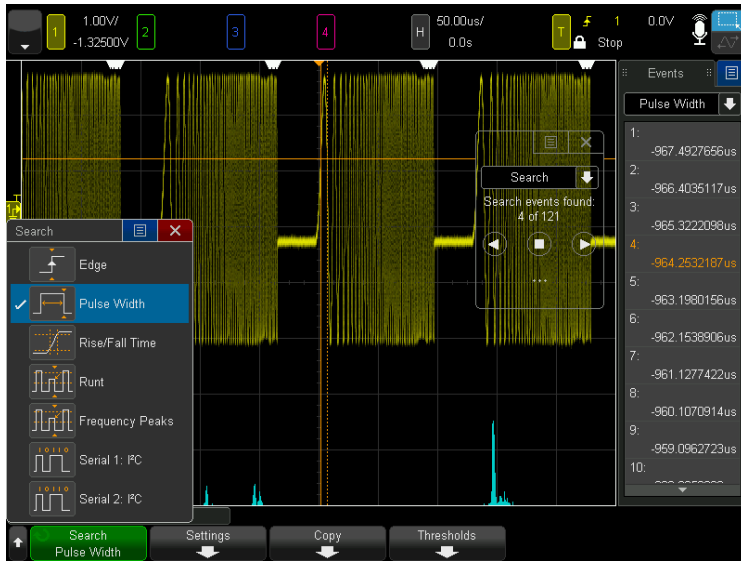 1 1.00V/ 2 3 4 H 50.00us/ T 1 0.0V
-1.32500V 0.0s Stop
Events
Pulse Width
1:
-967.4927656us
2:
-966.4035117us
3:
-965.3222098us
4:
-964.2532187us
5:
-963.1980156us
6:
-962.1538906us
7:
-961.1277422us
8:
-960.1070914us
9:
-959.0962723us
10:
Search
Search events found:
4 of 121
...
Search
Edge
Pulse Width
Rise/Fall Time
Runt
Frequency Peaks
Serial 1: I²C
Serial 2: I²C
Search
Pulse Width
Settings
Copy
Thresholds